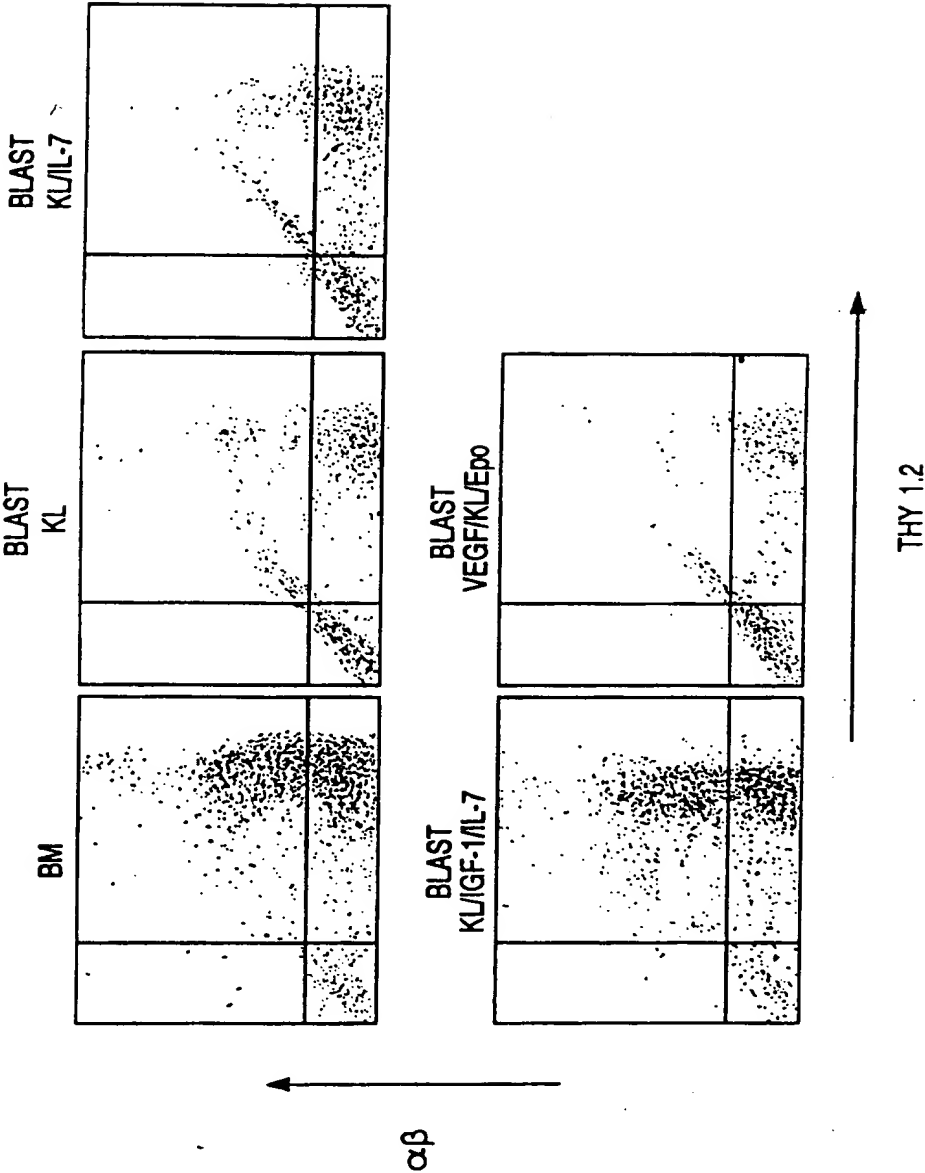 BM
BLAST
KL
BLAST
KL/IL-7
BLAST
KL/IGF-1/IL-7
BLAST
VEGF/KL/Epo
αβ
THY 1.2